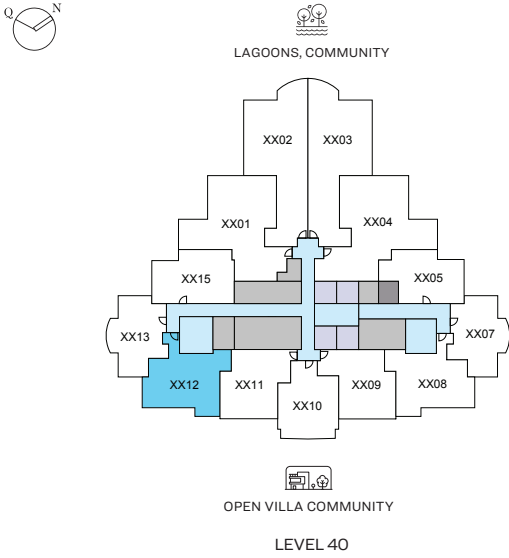 Q N
LAGOONS, COMMUNITY
XX02 XX03
XX01 XX04
XX15 XX05
XX13 XX07
XX12 XX11 XX10 XX09 XX08
OPEN VILLA COMMUNITY
LEVEL 40